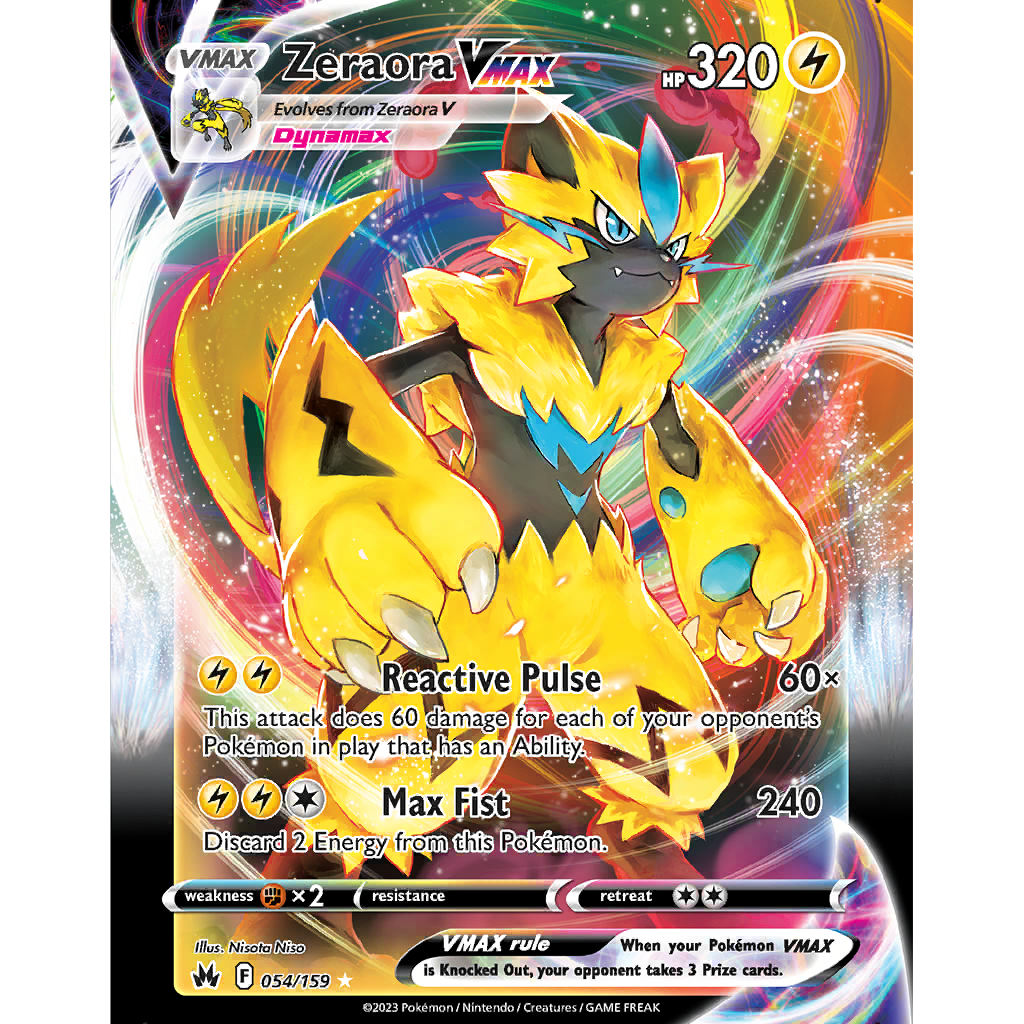 VMAX
Zeraora VMAX
HP 320
Evolves from Zeraora V
Dynamax
Reactive Pulse 60×
This attack does 60 damage for each of your opponent's
Pokémon in play that has an Ability.
Max Fist 240
Discard 2 Energy from this Pokémon.
weakness ×2 resistance retreat
Illus. Nisota Niso
VMAX rule When your Pokémon VMAX
is Knocked Out, your opponent takes 3 Prize cards.
F 054/159
©2023 Pokémon / Nintendo / Creatures / GAME FREAK